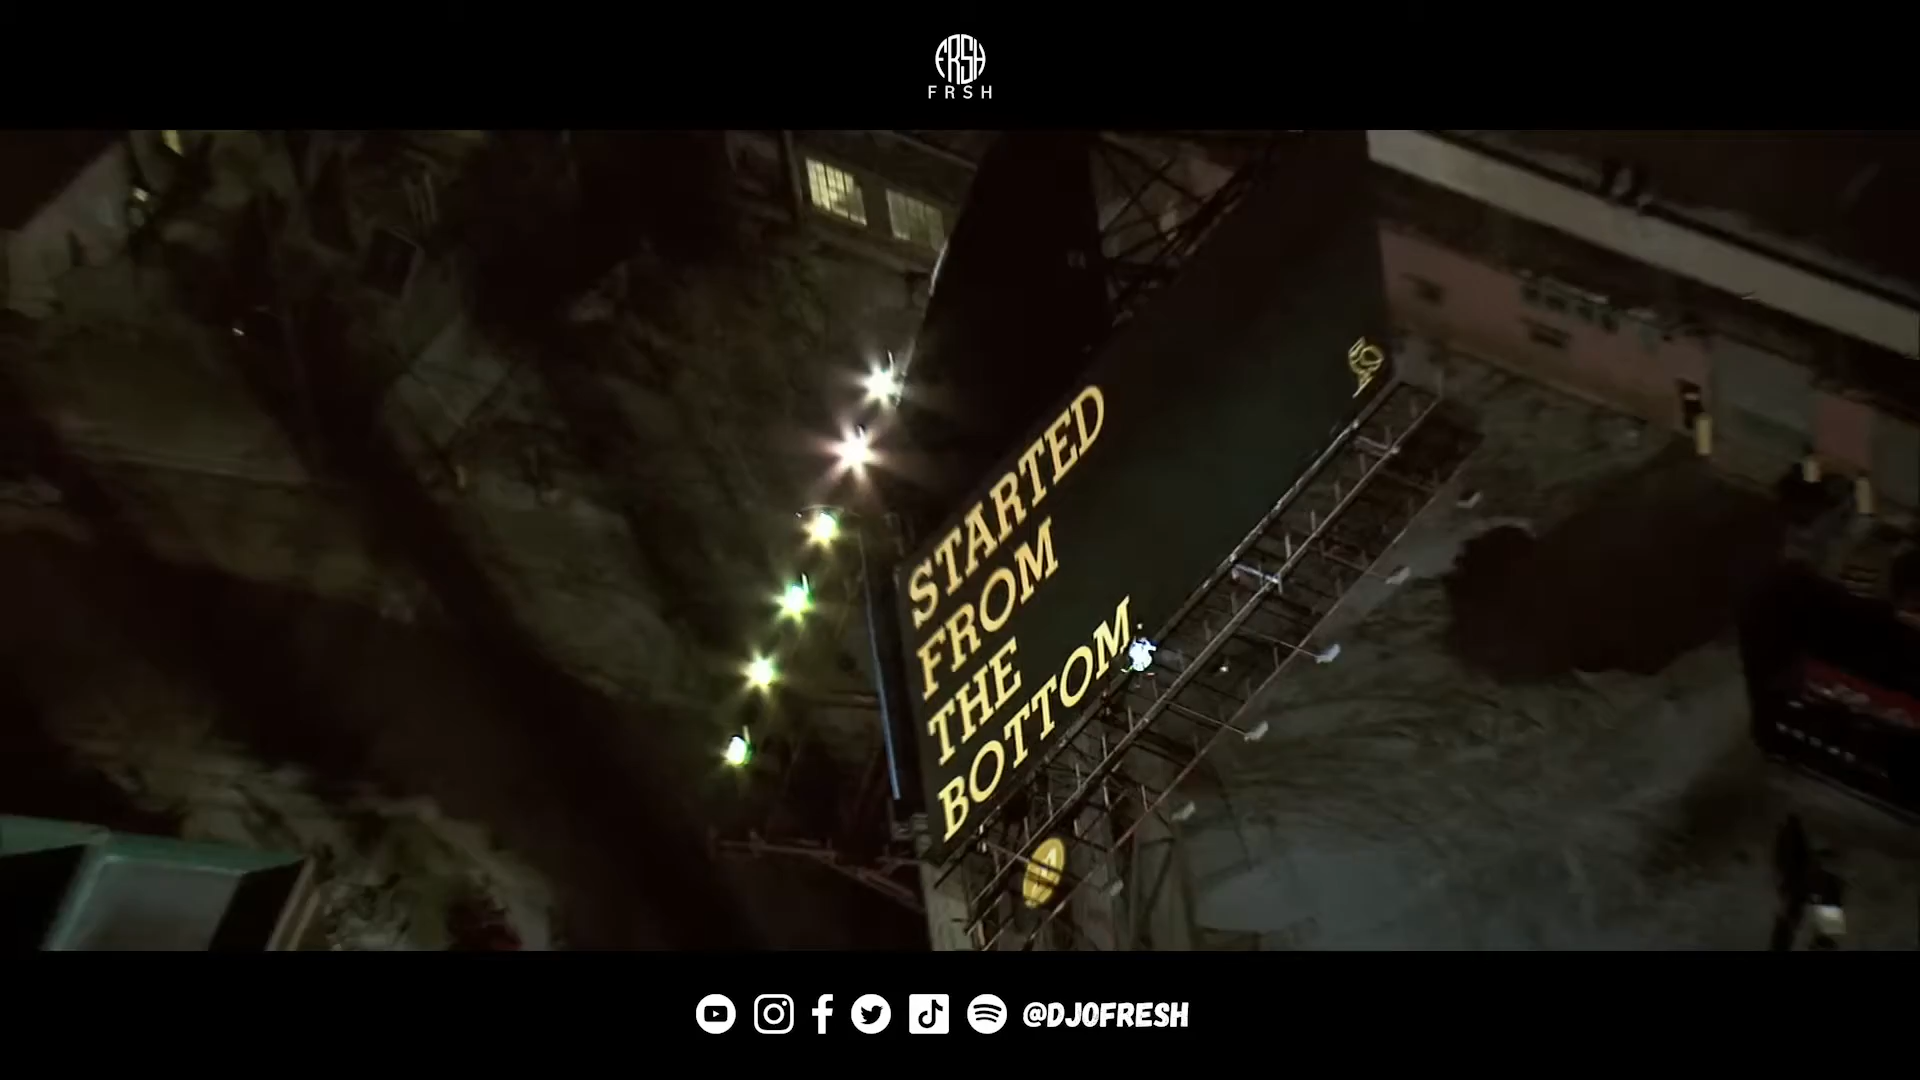 FRSH
FRSH
STARTED
FROM
THE
BOTTOM.
@DJOFRESH